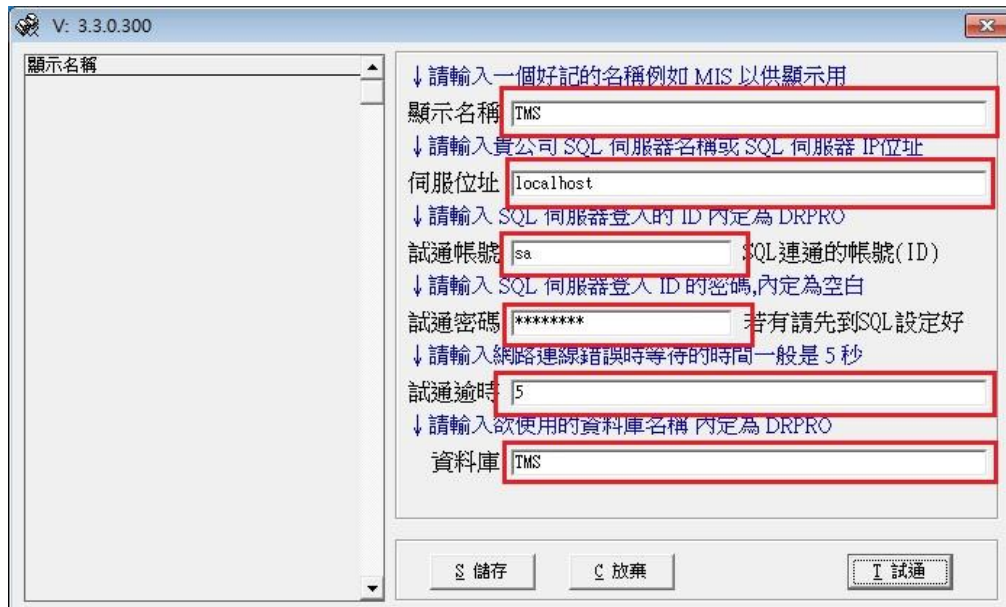 V: 3.3.0.300
顯示名稱
↓請輸入一個好記的名稱例如 MIS 以供顯示用
顯示名稱 TMS
↓請輸入貴公司 SQL 伺服器名稱或 SQL 伺服器 IP位址
伺服位址 localhost
↓請輸入 SQL 伺服器登入的 ID 內定為 DRPRO
試通帳號 sa SQL連通的帳號(ID)
↓請輸入 SQL 伺服器登入 ID 的密碼,內定為空白
試通密碼 ******** 若有請先到SQL設定好
↓請輸入網路連線錯誤時等待的時間一般是 5 秒
試通逾時 5
↓請輸入欲使用的資料庫名稱 內定為 DRPRO
資料庫 TMS
S 儲存 C 放棄 T 試通